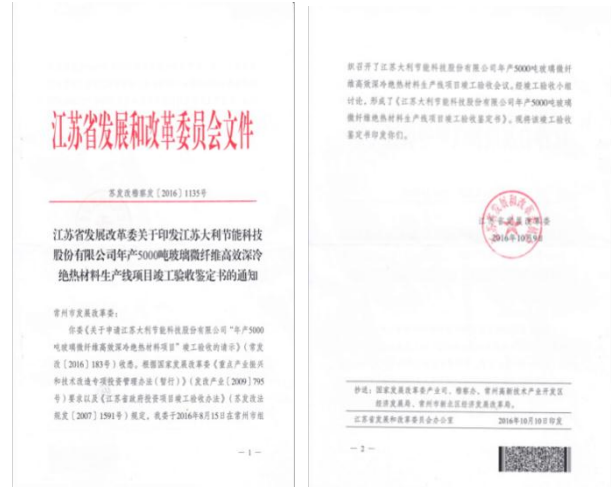 江苏省发展和改革委员会文件
苏发改稽察发〔2016〕1135号
江苏省发展改革委关于印发江苏大利节能科技
股份有限公司年产5000吨玻璃微纤维高效深冷
绝热材料生产线项目竣工验收鉴定书的通知
常州市发展改革委：
你委《关于申请江苏大利节能科技股份有限公司“年产5000
吨玻璃微纤维高效深冷绝热材料项目”竣工验收的请示》（常发
改〔2016〕183号）收悉。根据国家发展改革委《重点产业振兴
和技术改造专项投资管理办法（暂行）》（发改产业〔2009〕795
号）要求以及《江苏省政府投资项目竣工验收办法》（苏发改法
规发〔2007〕1591号）规定，我委于2016年8月15日在常州市组
－1－
织召开了江苏大利节能科技股份有限公司年产5000吨玻璃微纤
维高效深冷绝热材料生产线项目竣工验收会议。经竣工验收小组
讨论，形成了《江苏大利节能科技股份有限公司年产5000吨玻璃
微纤维绝热材料生产线项目竣工验收鉴定书》。现将该竣工验收
鉴定书印发你们。
江苏省发展改革委
2016年10月9日
抄送：国家发展改革委产业司、稽察办，常州高新技术产业开发区
经济发展局，常州市新北区经济发展改革局。
江苏省发展和改革委员会办公室
2016年10月10日印发
－2－